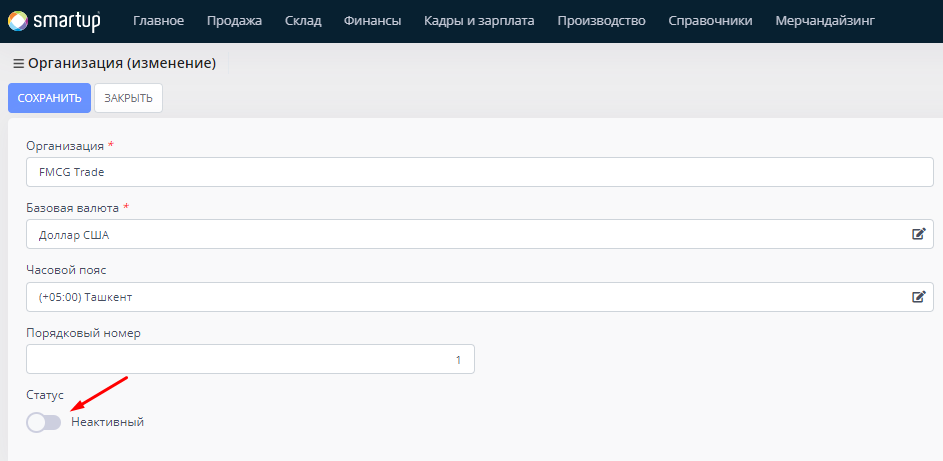 smartup Главное Продажа Склад Финансы Кадры и зарплата Производство Справочники Мерчандайзинг
Организация (изменение)
СОХРАНИТЬ ЗАКРЫТЬ
Организация *
FMCG Trade
Базовая валюта *
Доллар США
Часовой пояс
(+05:00) Ташкент
Порядковый номер
1
Статус
Неактивный